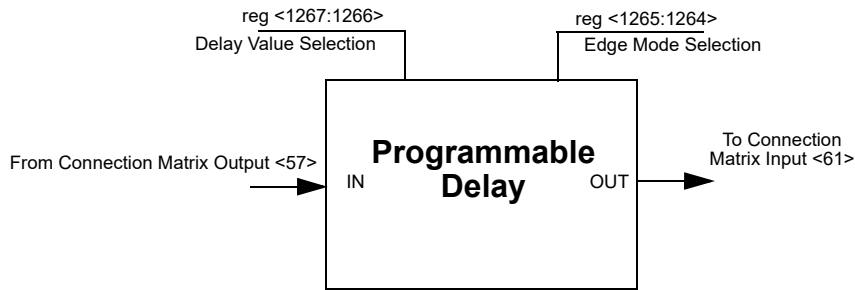 reg <1267:1266>
Delay Value Selection
reg <1265:1264>
Edge Mode Selection
From Connection Matrix Output <57>
IN
Programmable
Delay
OUT
To Connection
Matrix Input <61>